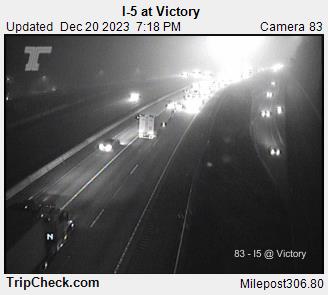 I-5 at Victory
Updated Dec 20 2023 7:18 PM Camera 83
T
N
83 - I5 @ Victory
TripCheck.com Milepost306.80